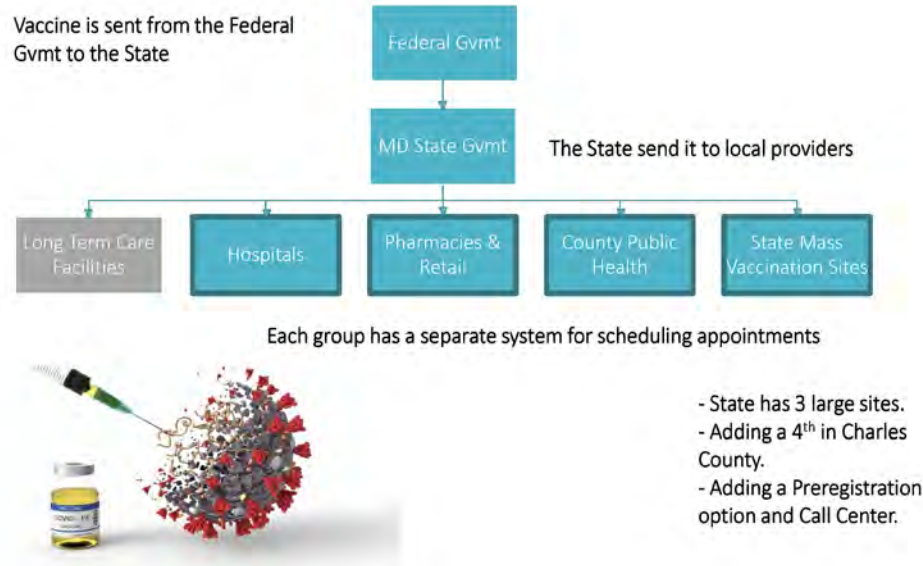 Vaccine is sent from the Federal
Gvmt to the State
Federal Gvmt
MD State Gvmt
The State send it to local providers
Long Term Care
Facilities
Hospitals
Pharmacies &
Retail
County Public
Health
State Mass
Vaccination Sites
Each group has a separate system for scheduling appointments
- State has 3 large sites.
- Adding a 4th in Charles
County.
- Adding a Preregistration
option and Call Center.